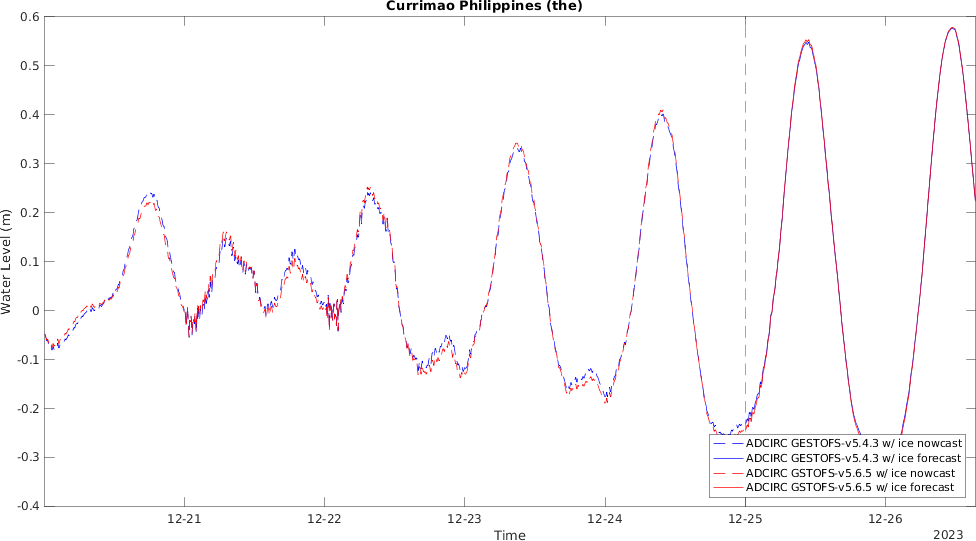 Currimao Philippines (the)
0.6
0.5
0.4
0.3
0.2
0.1
0
-0.1
-0.2
-0.3
-0.4
Water Level (m)
12-21 12-22 12-23 12-24 12-25 12-26
Time
2023
ADCIRC GESTOFS-v5.4.3 w/ ice nowcast
ADCIRC GESTOFS-v5.4.3 w/ ice forecast
ADCIRC GSTOFS-v5.6.5 w/ ice nowcast
ADCIRC GSTOFS-v5.6.5 w/ ice forecast